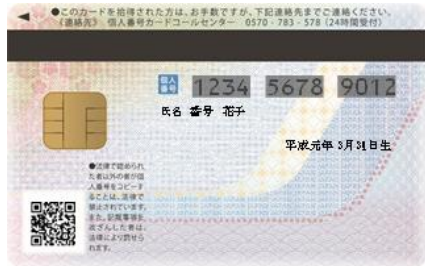 ●このカードを拾得された方は、お手数ですが、下記連絡先までご連絡ください。
《連絡先》 個人番号カードコールセンター 0570-783-578 (24時間受付)
個人番号 1234 5678 9012
氏名 番号 花子
平成元年 3月31日生
●法律で認められ
た者以外の者が個
人番号をコピーす
ることは、法律で
禁止されています。
また、記載事項を
改ざんした者は、
法律により罰せら
れます。